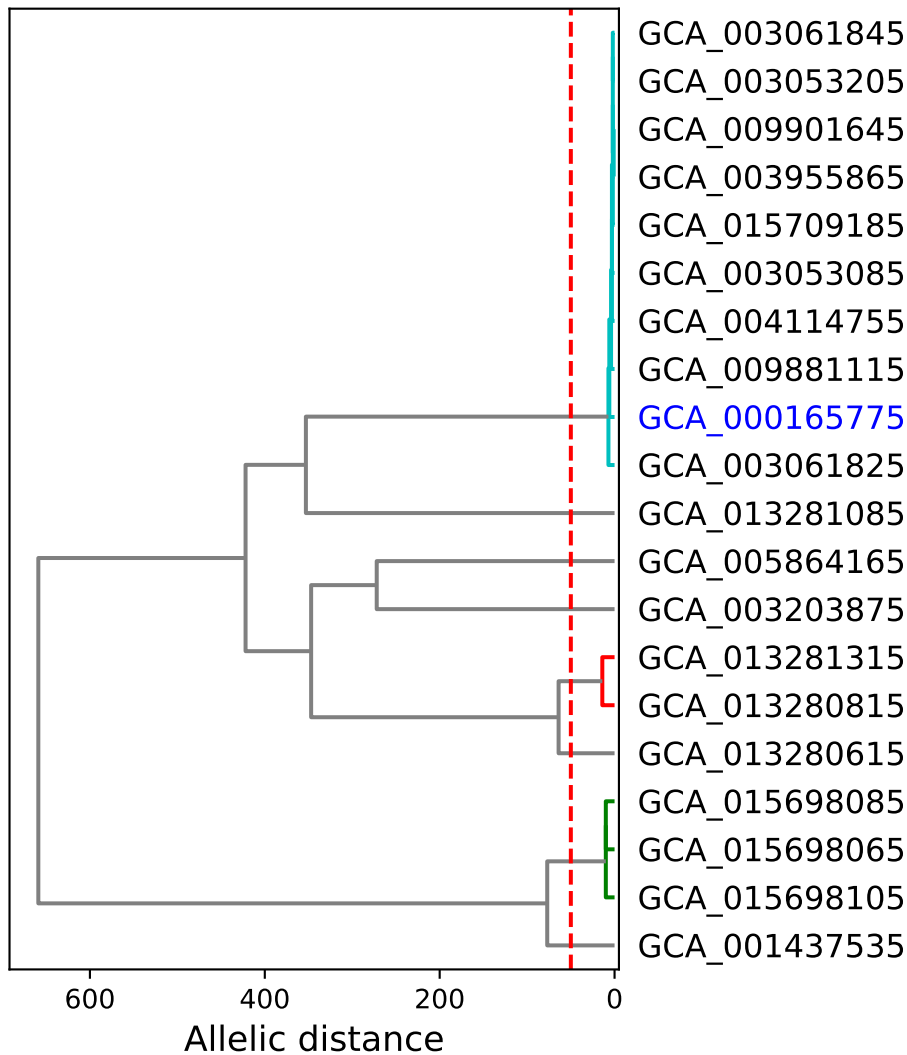 GCA_003061845
GCA_003053205
GCA_009901645
GCA_003955865
GCA_015709185
GCA_003053085
GCA_004114755
GCA_009881115
GCA_000165775
GCA_003061825
GCA_013281085
GCA_005864165
GCA_003203875
GCA_013281315
GCA_013280815
GCA_013280615
GCA_015698085
GCA_015698065
GCA_015698105
GCA_001437535
600 400 200 0
Allelic distance